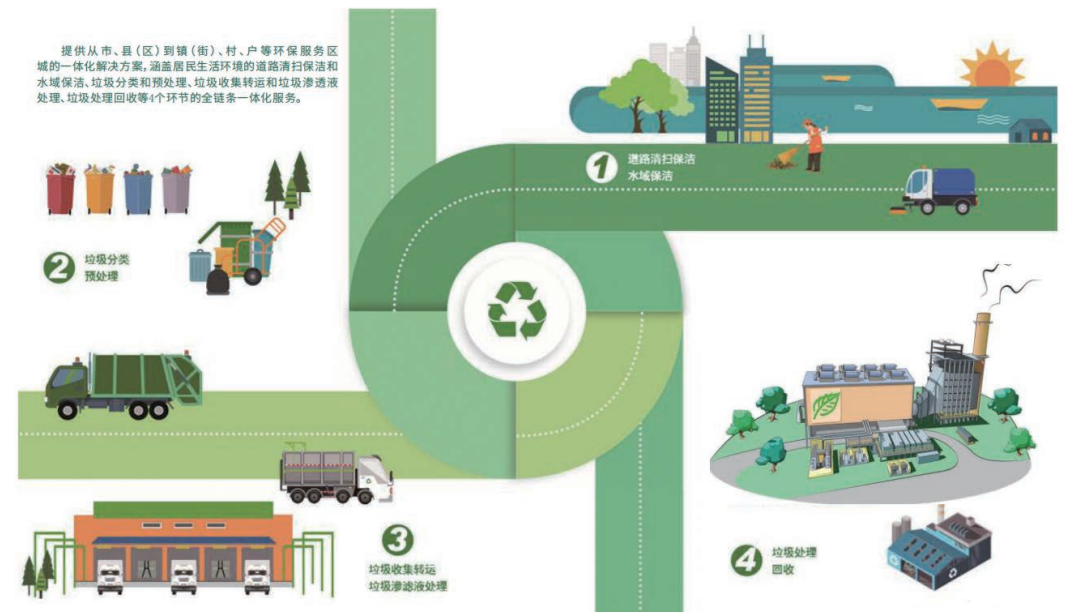 提供从市、县(区)到镇(街)、村、户等环保服务区
城的一体化解决方案,涵盖居民生活环境的道路清扫保洁和
水域保洁、垃圾分类和预处理、垃圾收集转运和垃圾渗透液
处理、垃圾处理回收等4个环节的全链条一体化服务。
1
道路清扫保洁
水域保洁
2
垃圾分类
预处理
3
垃圾收集转运
垃圾渗滤液处理
4
垃圾处理
回收